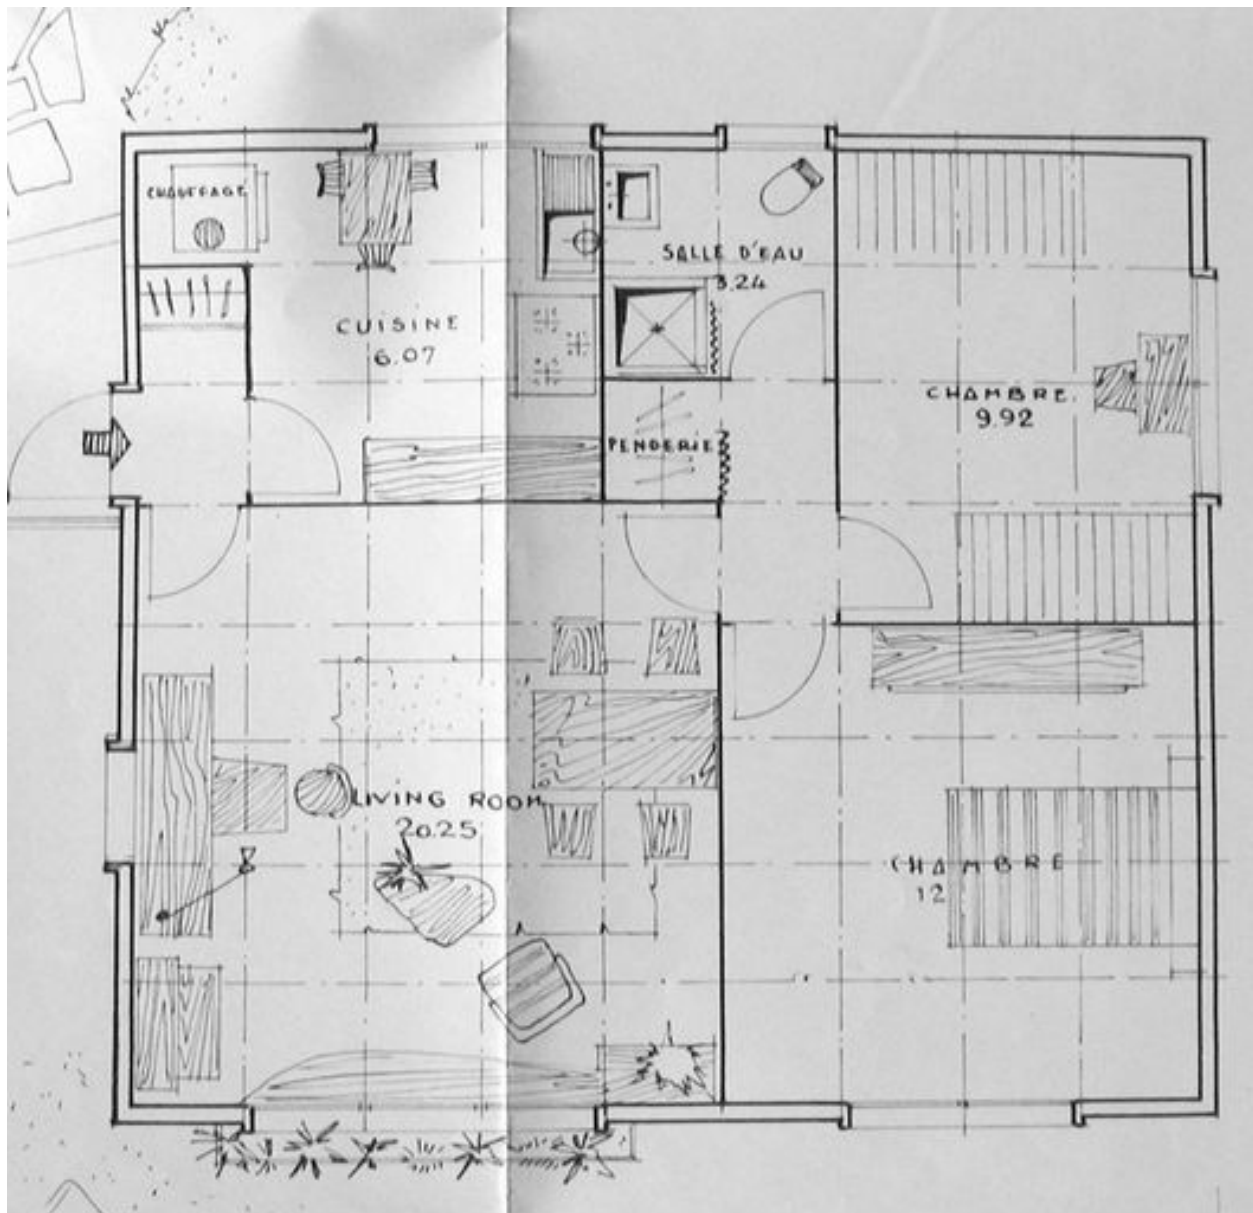 CHAUFFAGE
SALLE D'EAU
3.24
CUISINE
6.07
CHAMBRE.
9.92
PENDERIE
LIVING ROOM
20.25
CHAMBRE
12